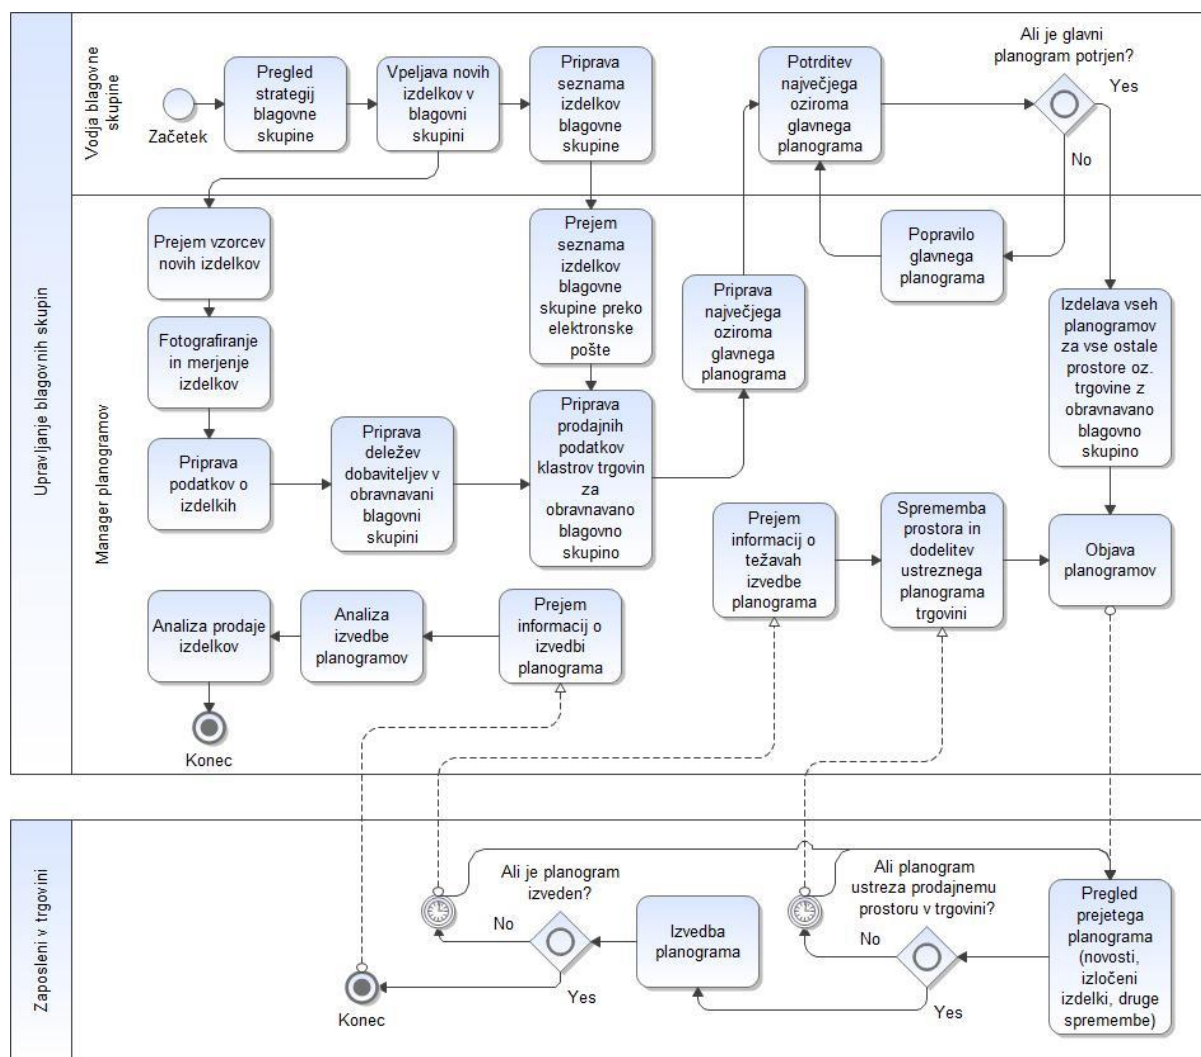 Upravljanje blagovnih skupin
Vodja blagovne
skupine
Začetek
Pregled
strategij
blagovne
skupine
Vpeljava novih
izdelkov v
blagovni
skupini
Priprava
seznama
izdelkov
blagovne
skupine
Potrditev
največjega
oziroma
glavnega
planograma
Ali je glavni
planogram potrjen?
Yes
No
Manager planogramov
Prejem vzorcev
novih izdelkov
Prejem
seznama
izdelkov
blagovne
skupine preko
elektronske
pošte
Popravilo
glavnega
planograma
Priprava
največjega
oziroma
glavnega
planograma
Izdelava vseh
planogramov
za vse ostale
prostore oz.
trgovine z
obravnavano
blagovno
skupino
Fotografiranje
in merjenje
izdelkov
Priprava
podatkov o
izdelkih
Priprava
deležev
dobaviteljev v
obravnavani
blagovni
skupini
Priprava
prodajnih
podatkov
klastrov trgovin
za
obravnavano
blagovno
skupino
Prejem
informacij o
težavah
izvedbe
planograma
Sprememba
prostora in
dodelitev
ustreznega
planograma
trgovini
Objava
planogramov
Analiza prodaje
izdelkov
Analiza
izvedbe
planogramov
Prejem
informacij o
izvedbi
planograma
Konec
Zaposleni v trgovini
Ali je planogram
izveden?
No
Yes
Konec
Izvedba
planograma
Ali planogram
ustreza prodajnemu
prostoru v trgovini?
No
Yes
Pregled
prejetega
planograma
(novosti,
izločeni
izdelki, druge
spremembe)